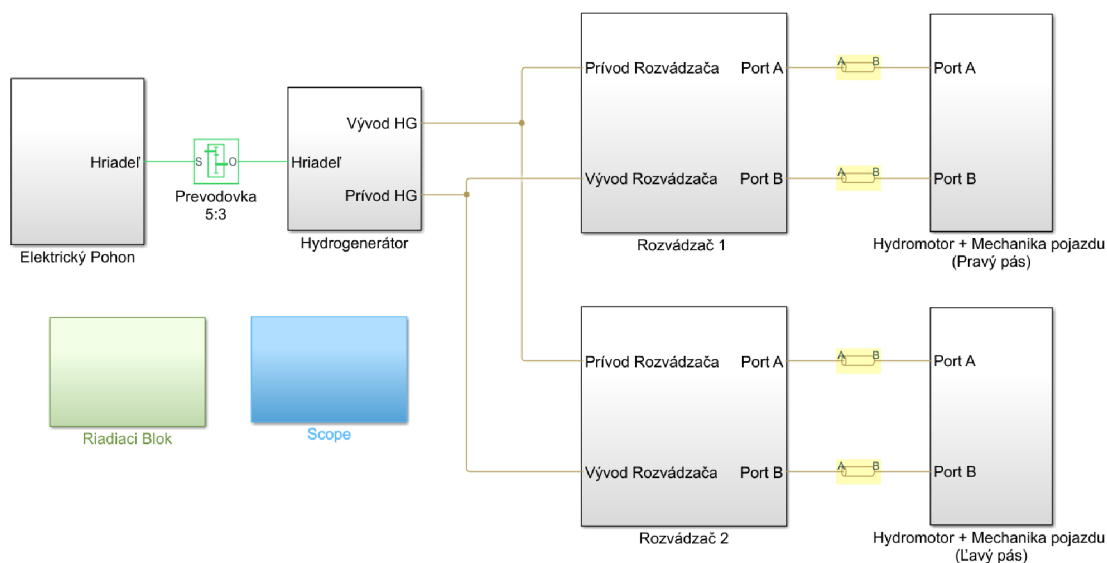 Hriadeľ
Elektrický Pohon
S O
Prevodovka
5:3
Hriadeľ
Vývod HG
Prívod HG
Hydrogenerátor
Prívod Rozvádzača
Port A
Vývod Rozvádzača
Port B
Rozvádzač 1
A B
A B
Port A
Port B
Hydromotor + Mechanika pojazdu
(Pravý pás)
Riadiaci Blok
Scope
Prívod Rozvádzača
Port A
Vývod Rozvádzača
Port B
Rozvádzač 2
A B
A B
Port A
Port B
Hydromotor + Mechanika pojazdu
(Ľavý pás)